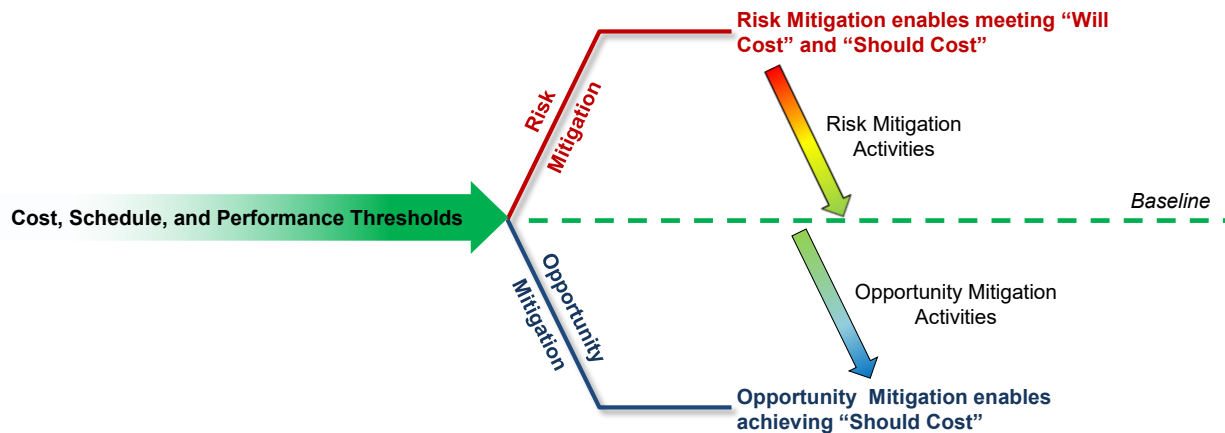 Risk Mitigation enables meeting “Will
Cost” and “Should Cost”
Risk
Mitigation
Risk Mitigation
Activities
Cost, Schedule, and Performance Thresholds
Baseline
Opportunity
Mitigation
Opportunity Mitigation
Activities
Opportunity  Mitigation enables
achieving “Should Cost”